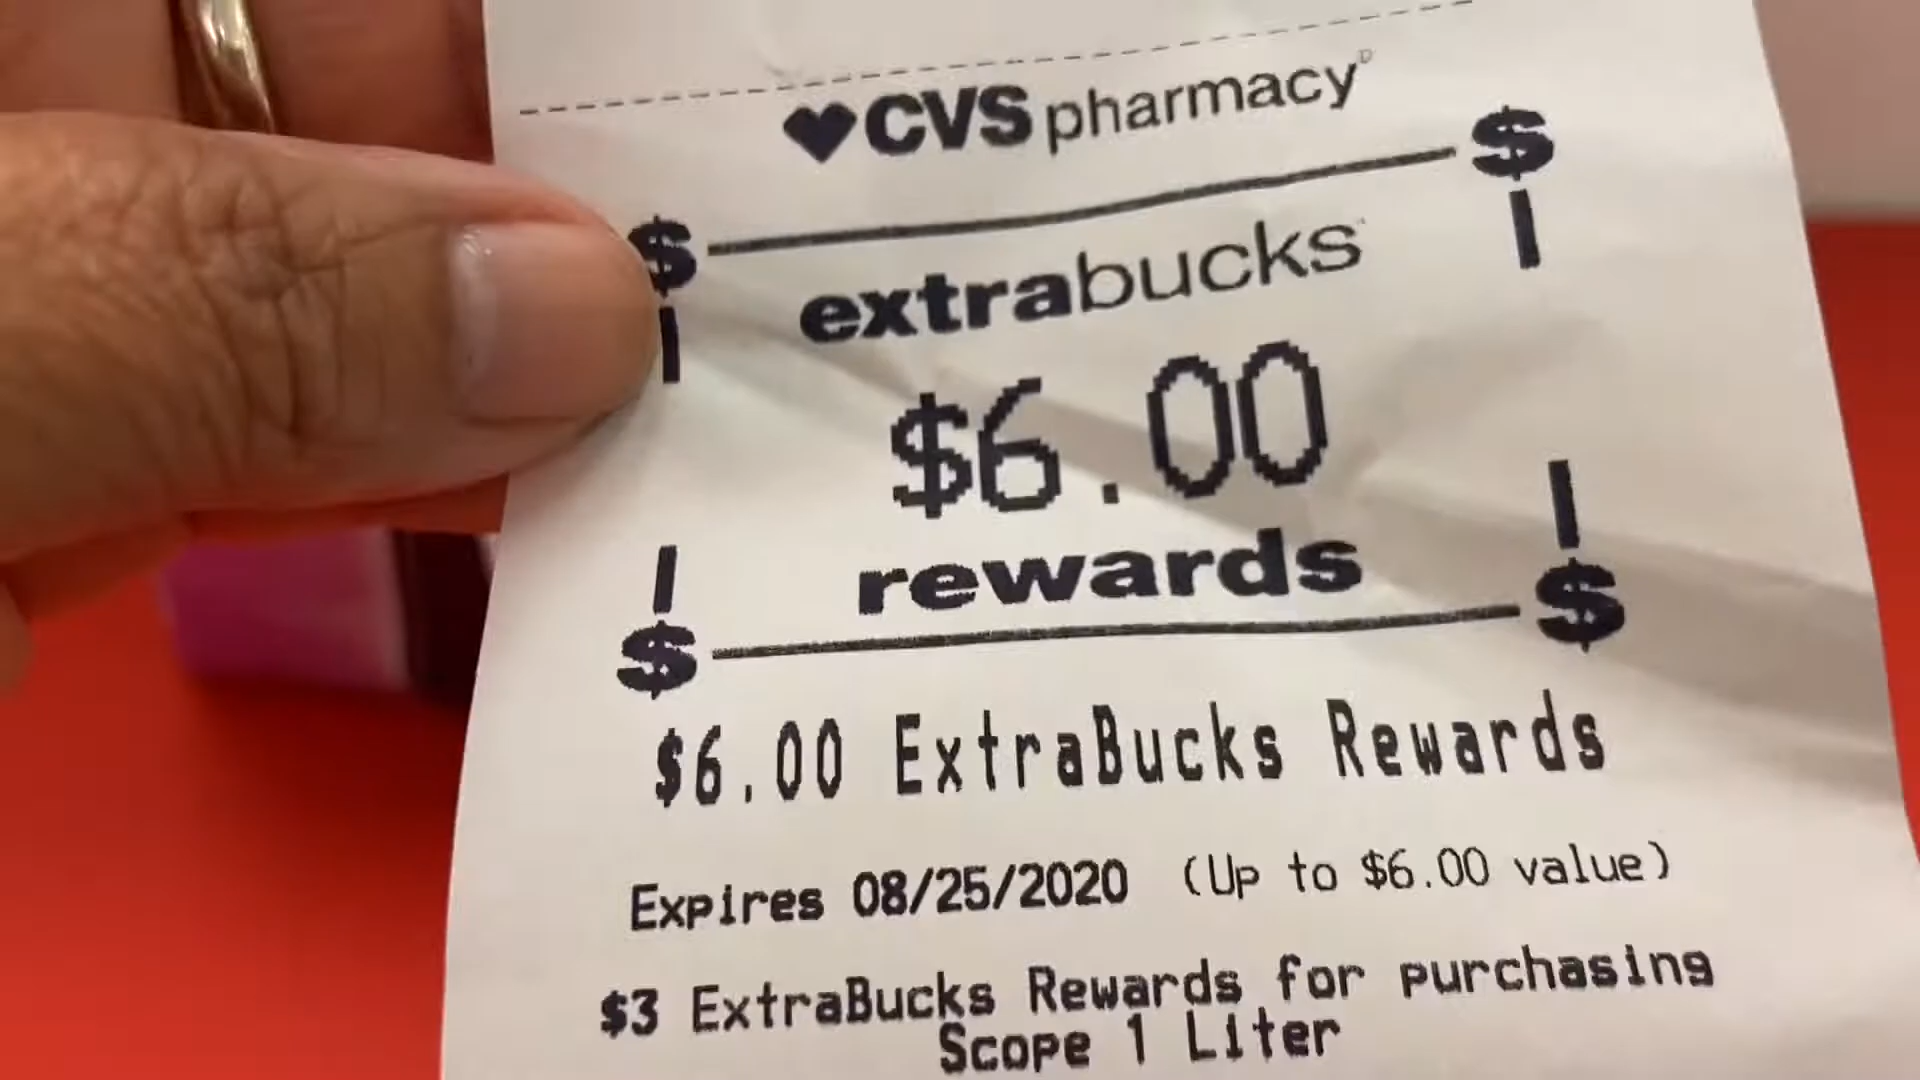 CVS pharmacy
$ $
extrabucks
$6.00
rewards
$ $
$6.00 ExtraBucks Rewards
Expires 08/25/2020 (Up to $6.00 value)
$3 ExtraBucks Rewards for purchasing
Scope 1 Liter